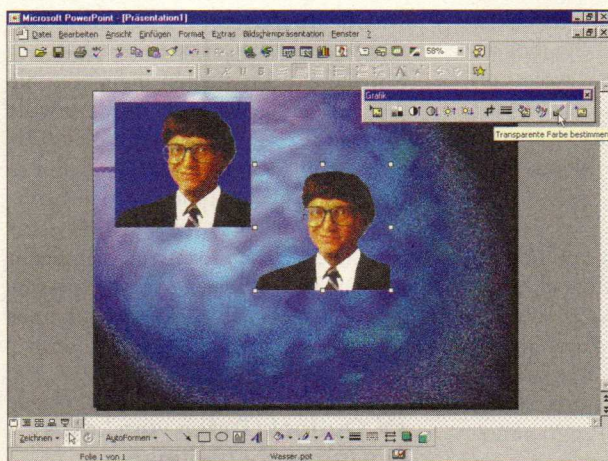 Microsoft PowerPoint - [Präsentation1]
Datei Bearbeiten Ansicht Einfügen Format Extras Bildschirmpräsentation Fenster ?
58%
F K U S
Grafik
Transparente Farbe bestimmen
Zeichnen AutoFormen
Folie 1 von 1 Wasser.pot